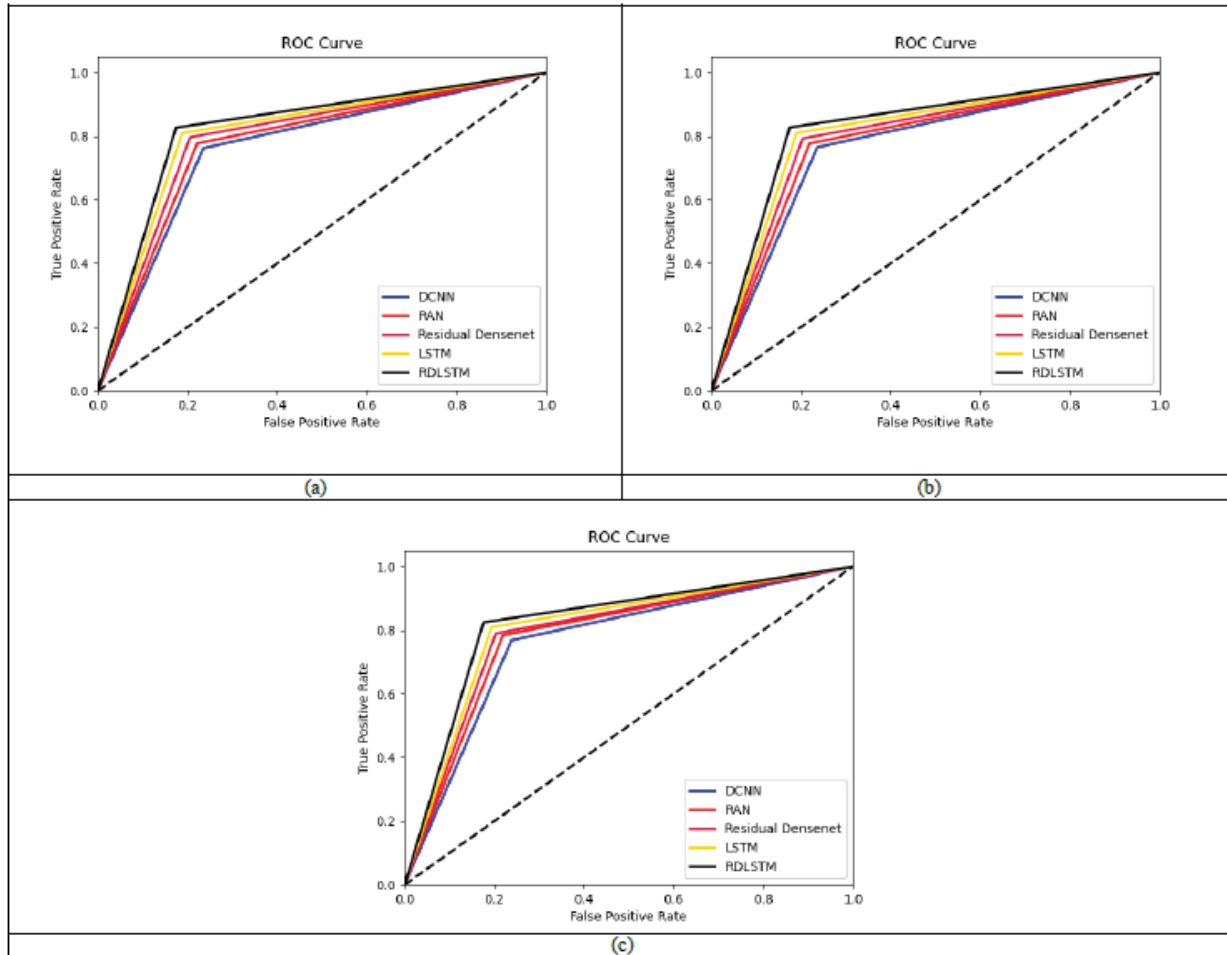 ROC Curve
1.0
0.8
0.6
0.4
0.2
0.0
True Positive Rate
DCNN
RAN
Residual Densenet
LSTM
RDLSTM
0.0 0.2 0.4 0.6 0.8 1.0
False Positive Rate
(a)
ROC Curve
1.0
0.8
0.6
0.4
0.2
0.0
True Positive Rate
DCNN
RAN
Residual Densenet
LSTM
RDLSTM
0.0 0.2 0.4 0.6 0.8 1.0
False Positive Rate
(b)
ROC Curve
1.0
0.8
0.6
0.4
0.2
0.0
True Positive Rate
DCNN
RAN
Residual Densenet
LSTM
RDLSTM
0.0 0.2 0.4 0.6 0.8 1.0
False Positive Rate
(c)